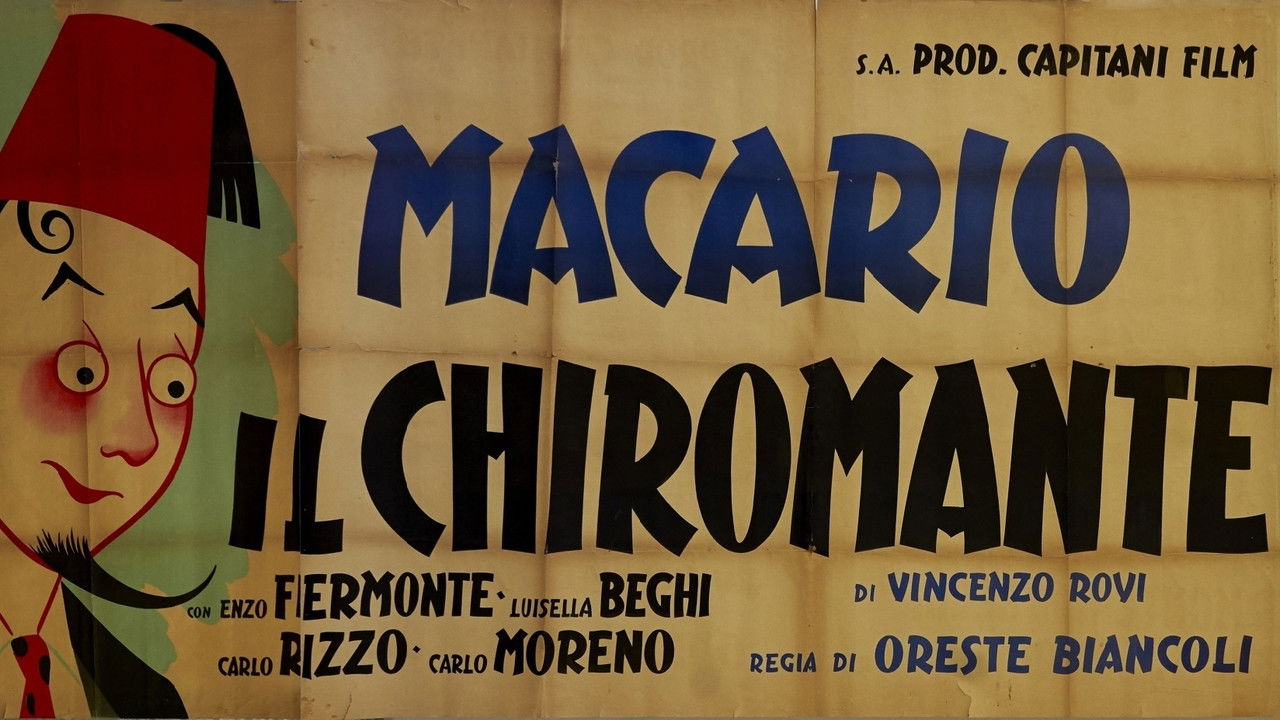 S.A. PROD. CAPITANI FILM
MACARIO
IL CHIROMANTE
CON ENZO FIERMONTE · LUISELLA BEGHI
CARLO RIZZO · CARLO MORENO
DI VINCENZO ROVI
REGIA DI ORESTE BIANCOLI